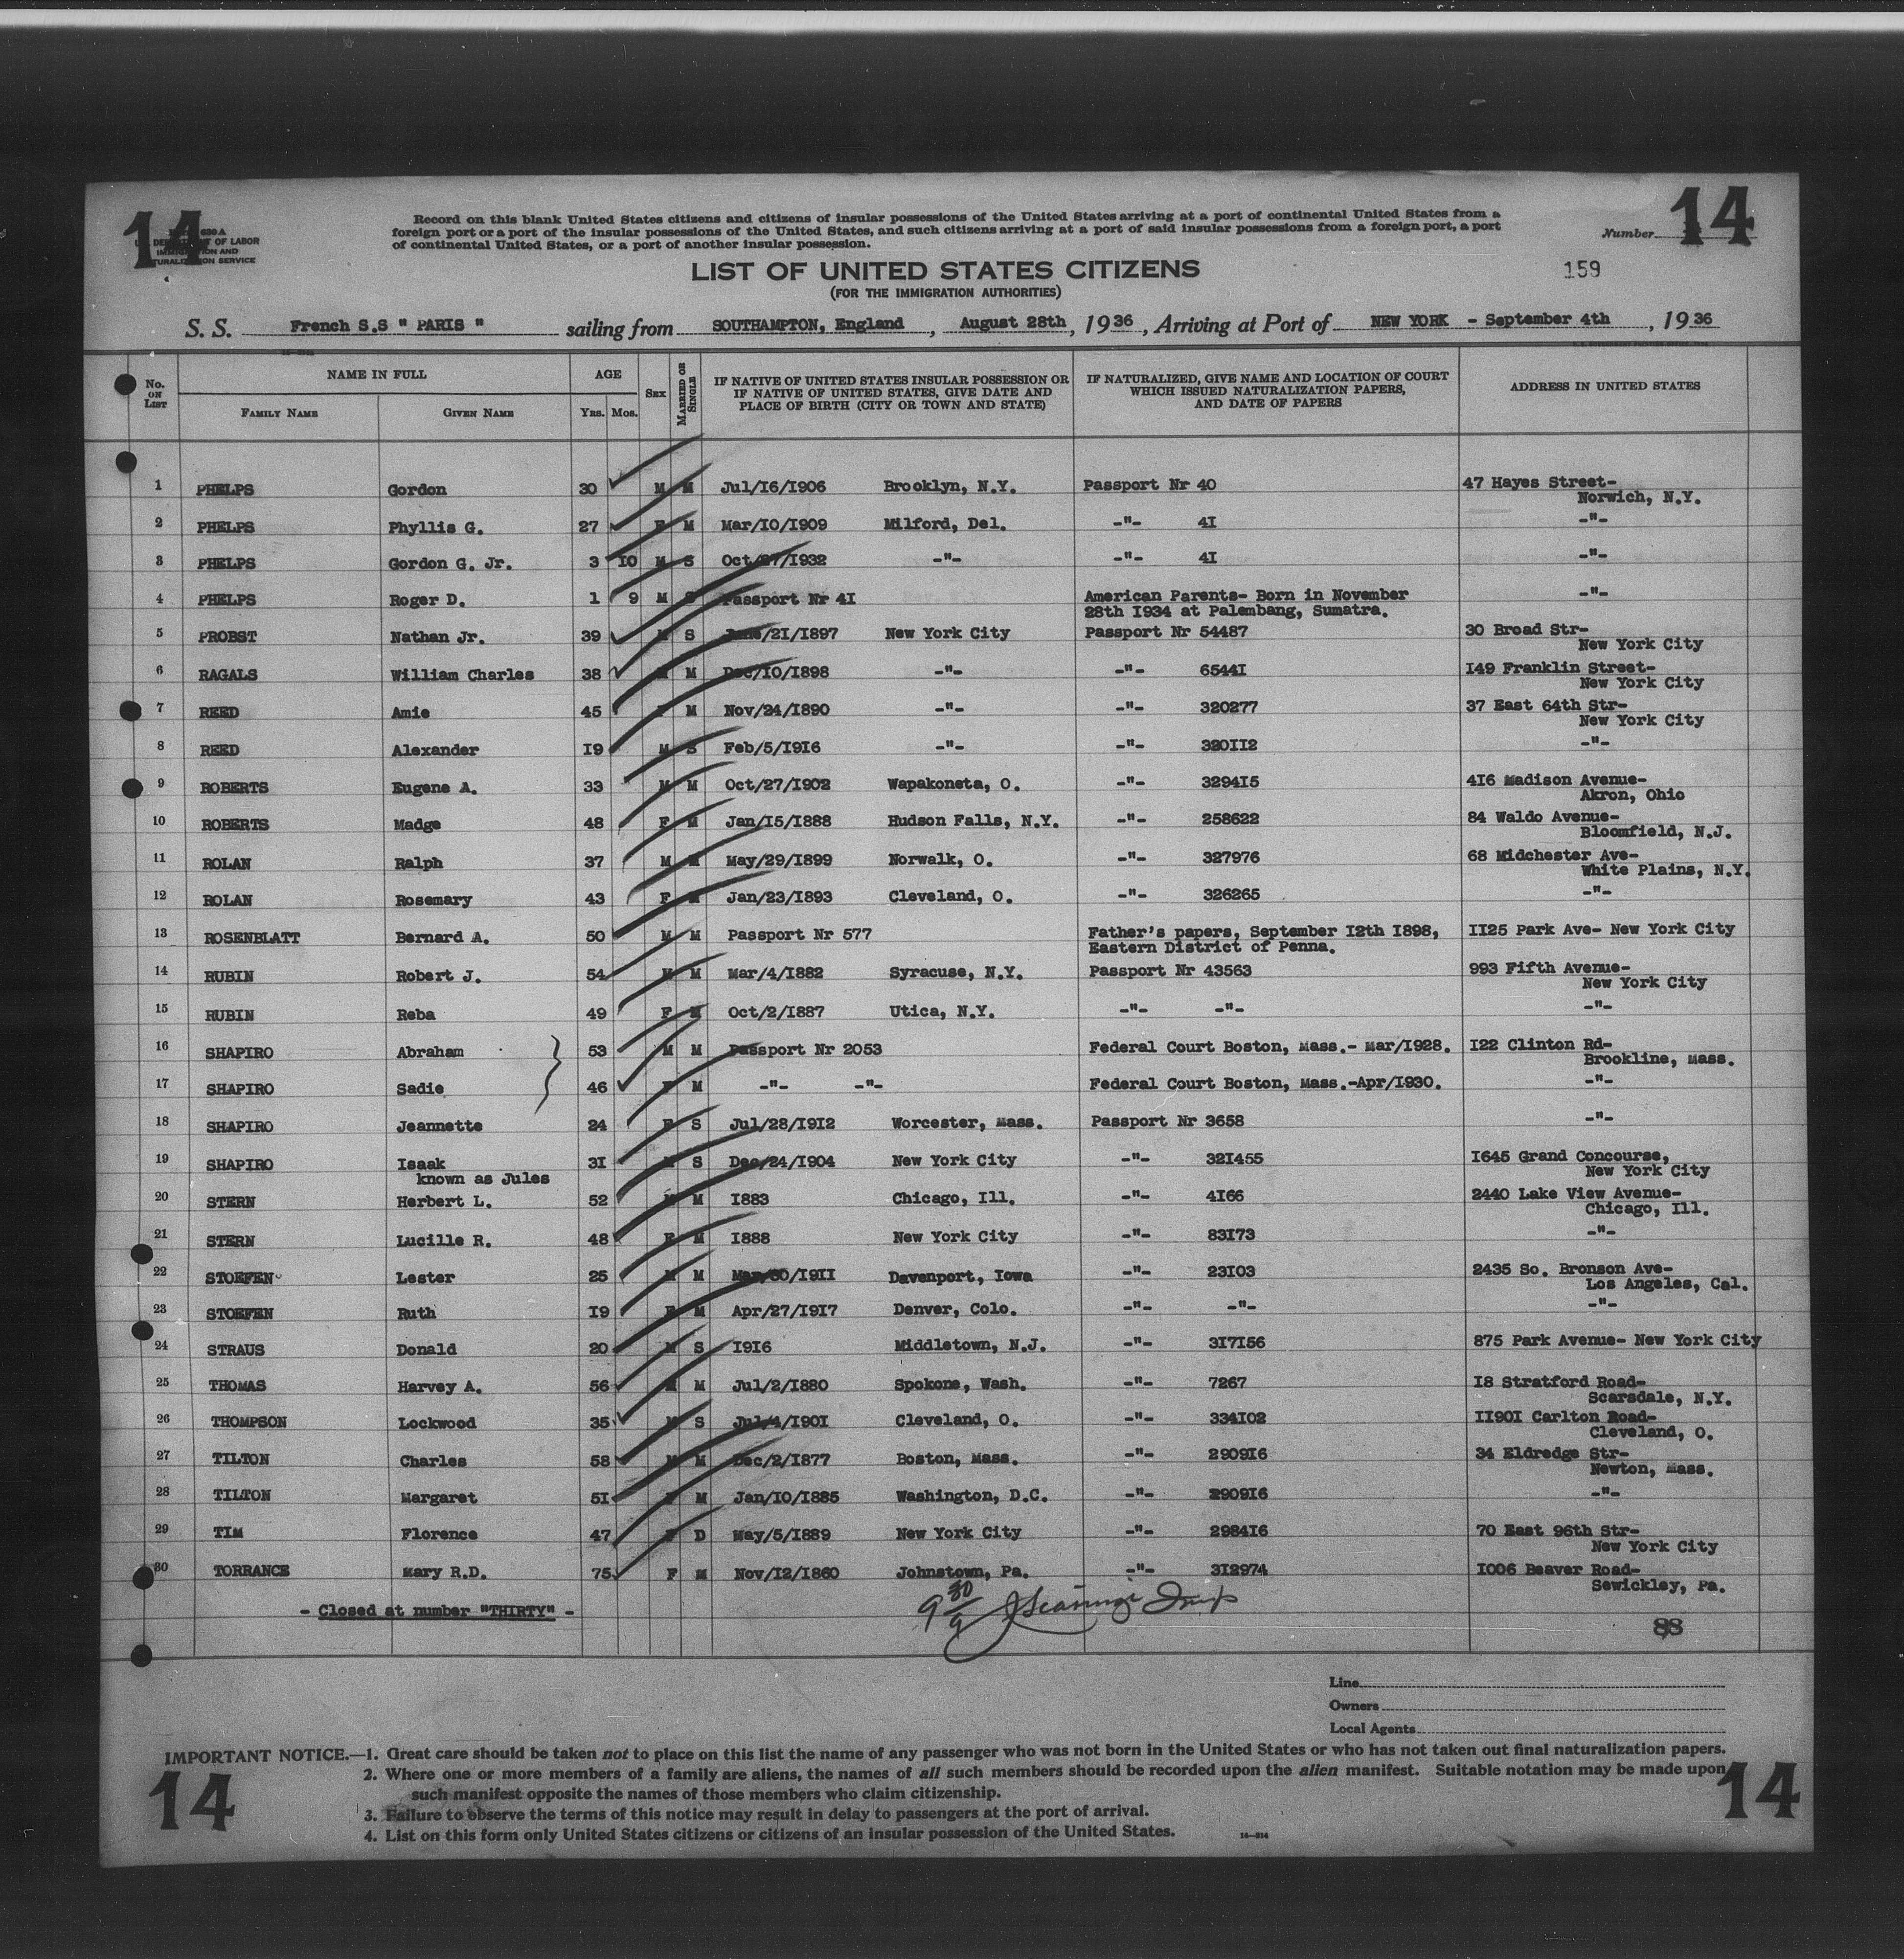 14
14
Record on this blank United States citizens and citizens of insular possessions of the United States arriving at a port of continental United States from a
foreign port or a port of the insular possessions of the United States, and such citizens arriving at a port of said insular possessions from a foreign port, a port
of continental United States, or a port of another insular possession.
Number
DEPARTMENT OF LABOR
IMMIGRATION AND
NATURALIZATION SERVICE
LIST OF UNITED STATES CITIZENS
159
(FOR THE IMMIGRATION AUTHORITIES)
S. S. French S.S " PARIS " sailing from SOUTHAMPTON, England, August 28th, 1936, Arriving at Port of NEW YORK - September 4th, 1936
No. ON LIST NAME IN FULL AGE SEX MARRIED OR SINGLE IF NATIVE OF UNITED STATES INSULAR POSSESSION OR IF NATIVE OF UNITED STATES, GIVE DATE AND PLACE OF BIRTH (CITY OR TOWN AND STATE) IF NATURALIZED, GIVE NAME AND LOCATION OF COURT WHICH ISSUED NATURALIZATION PAPERS, AND DATE OF PAPERS ADDRESS IN UNITED STATES
FAMILY NAME GIVEN NAME YRS. MOS.
1 PHELPS Gordon 30 M M Jul/16/1906 Brooklyn, N.Y. Passport Nr 40 47 Hayes Street-
Norwich, N.Y.
2 PHELPS Phyllis G. 27 F M Mar/10/1909 Milford, Del. -"- 41 -"-
3 PHELPS Gordon G. Jr. 3 10 M S Oct/27/1932 -"- -"- 41 -"-
4 PHELPS Roger D. 1 9 M S Passport Nr 41 American Parents- Born in November -"-
28th 1934 at Palembang, Sumatra.
5 PROBST Nathan Jr. 39 M S June/21/1897 New York City Passport Nr 54487 30 Broad Str-
New York City
6 RAGALS William Charles 38 M M Dec/10/1898 -"- -"- 65441 149 Franklin Street-
New York City
7 REED Amie 45 F M Nov/24/1890 -"- -"- 320277 37 East 64th Str-
New York City
8 REED Alexander 19 M S Feb/5/1916 -"- -"- 320112 -"-
9 ROBERTS Eugene A. 33 M M Oct/27/1902 Wapakoneta, O. -"- 329415 416 Madison Avenue-
Akron, Ohio
10 ROBERTS Madge 48 F M Jan/15/1888 Hudson Falls, N.Y. -"- 258622 84 Waldo Avenue-
Bloomfield, N.J.
11 ROLAN Ralph 37 M M May/29/1899 Norwalk, O. -"- 327976 68 Midchester Ave-
White Plains, N.Y.
12 ROLAN Rosemary 43 F M Jan/23/1893 Cleveland, O. -"- 326265 -"-
13 ROSENBLATT Bernard A. 50 M M Passport Nr 577 Father's papers, September 12th 1898, 1125 Park Ave- New York City
Eastern District of Penna.
14 RUBIN Robert J. 54 M M Mar/4/1882 Syracuse, N.Y. Passport Nr 43563 993 Fifth Avenue-
New York City
15 RUBIN Reba 49 F M Oct/2/1887 Utica, N.Y. -"- -"- -"-
16 SHAPIRO Abraham 53 M M Passport Nr 2053 Federal Court Boston, Mass.- Mar/1928. 122 Clinton Rd-
Brookline, Mass.
17 SHAPIRO Sadie 46 F M -"- -"- Federal Court Boston, Mass.-Apr/1930. -"-
18 SHAPIRO Jeannette 24 F S Jul/28/1912 Worcester, Mass. Passport Nr 3658 -"-
19 SHAPIRO Isaak 31 M S Dec/24/1904 New York City -"- 321455 1645 Grand Concourse,
known as Jules New York City
20 STERN Herbert L. 52 M M 1883 Chicago, Ill. -"- 4166 2440 Lake View Avenue-
Chicago, Ill.
21 STERN Lucille R. 48 F M 1888 New York City -"- 83173 -"-
22 STOEFEN Lester 25 M M Mar/30/1911 Davenport, Iowa -"- 23103 2435 So. Bronson Ave-
Los Angeles, Cal.
23 STOEFEN Ruth 19 F M Apr/27/1917 Denver, Colo. -"- -"- -"-
24 STRAUS Donald 20 M S 1916 Middletown, N.J. -"- 317156 875 Park Avenue- New York City
25 THOMAS Harvey A. 56 M M Jul/2/1880 Spokone, Wash. -"- 7267 18 Stratford Road-
Scarsdale, N.Y.
26 THOMPSON Lockwood 35 M S Jul/4/1901 Cleveland, O. -"- 334102 11901 Carlton Road-
Cleveland, O.
27 TILTON Charles 58 M M Dec/2/1877 Boston, Mass. -"- 290916 34 Eldredge Str-
Newton, Mass.
28 TILTON Margaret 51 F M Jan/10/1885 Washington, D.C. -"- 290916 -"-
29 TIM Florence 47 F D May/5/1889 New York City -"- 298416 70 East 96th Str-
New York City
30 TORRANCE Mary R.D. 75 F M Nov/12/1860 Johnstown, Pa. -"- 312974 1006 Beaver Road-
Sewickley, Pa.
- Closed at number "THIRTY" -
9 30/9
88
Line
Owners
Local Agents
IMPORTANT NOTICE.—1. Great care should be taken not to place on this list the name of any passenger who was not born in the United States or who has not taken out final naturalization papers.
2. Where one or more members of a family are aliens, the names of all such members should be recorded upon the alien manifest. Suitable notation may be made upon
such manifest opposite the names of those members who claim citizenship.
3. Failure to observe the terms of this notice may result in delay to passengers at the port of arrival.
4. List on this form only United States citizens or citizens of an insular possession of the United States.
14
14